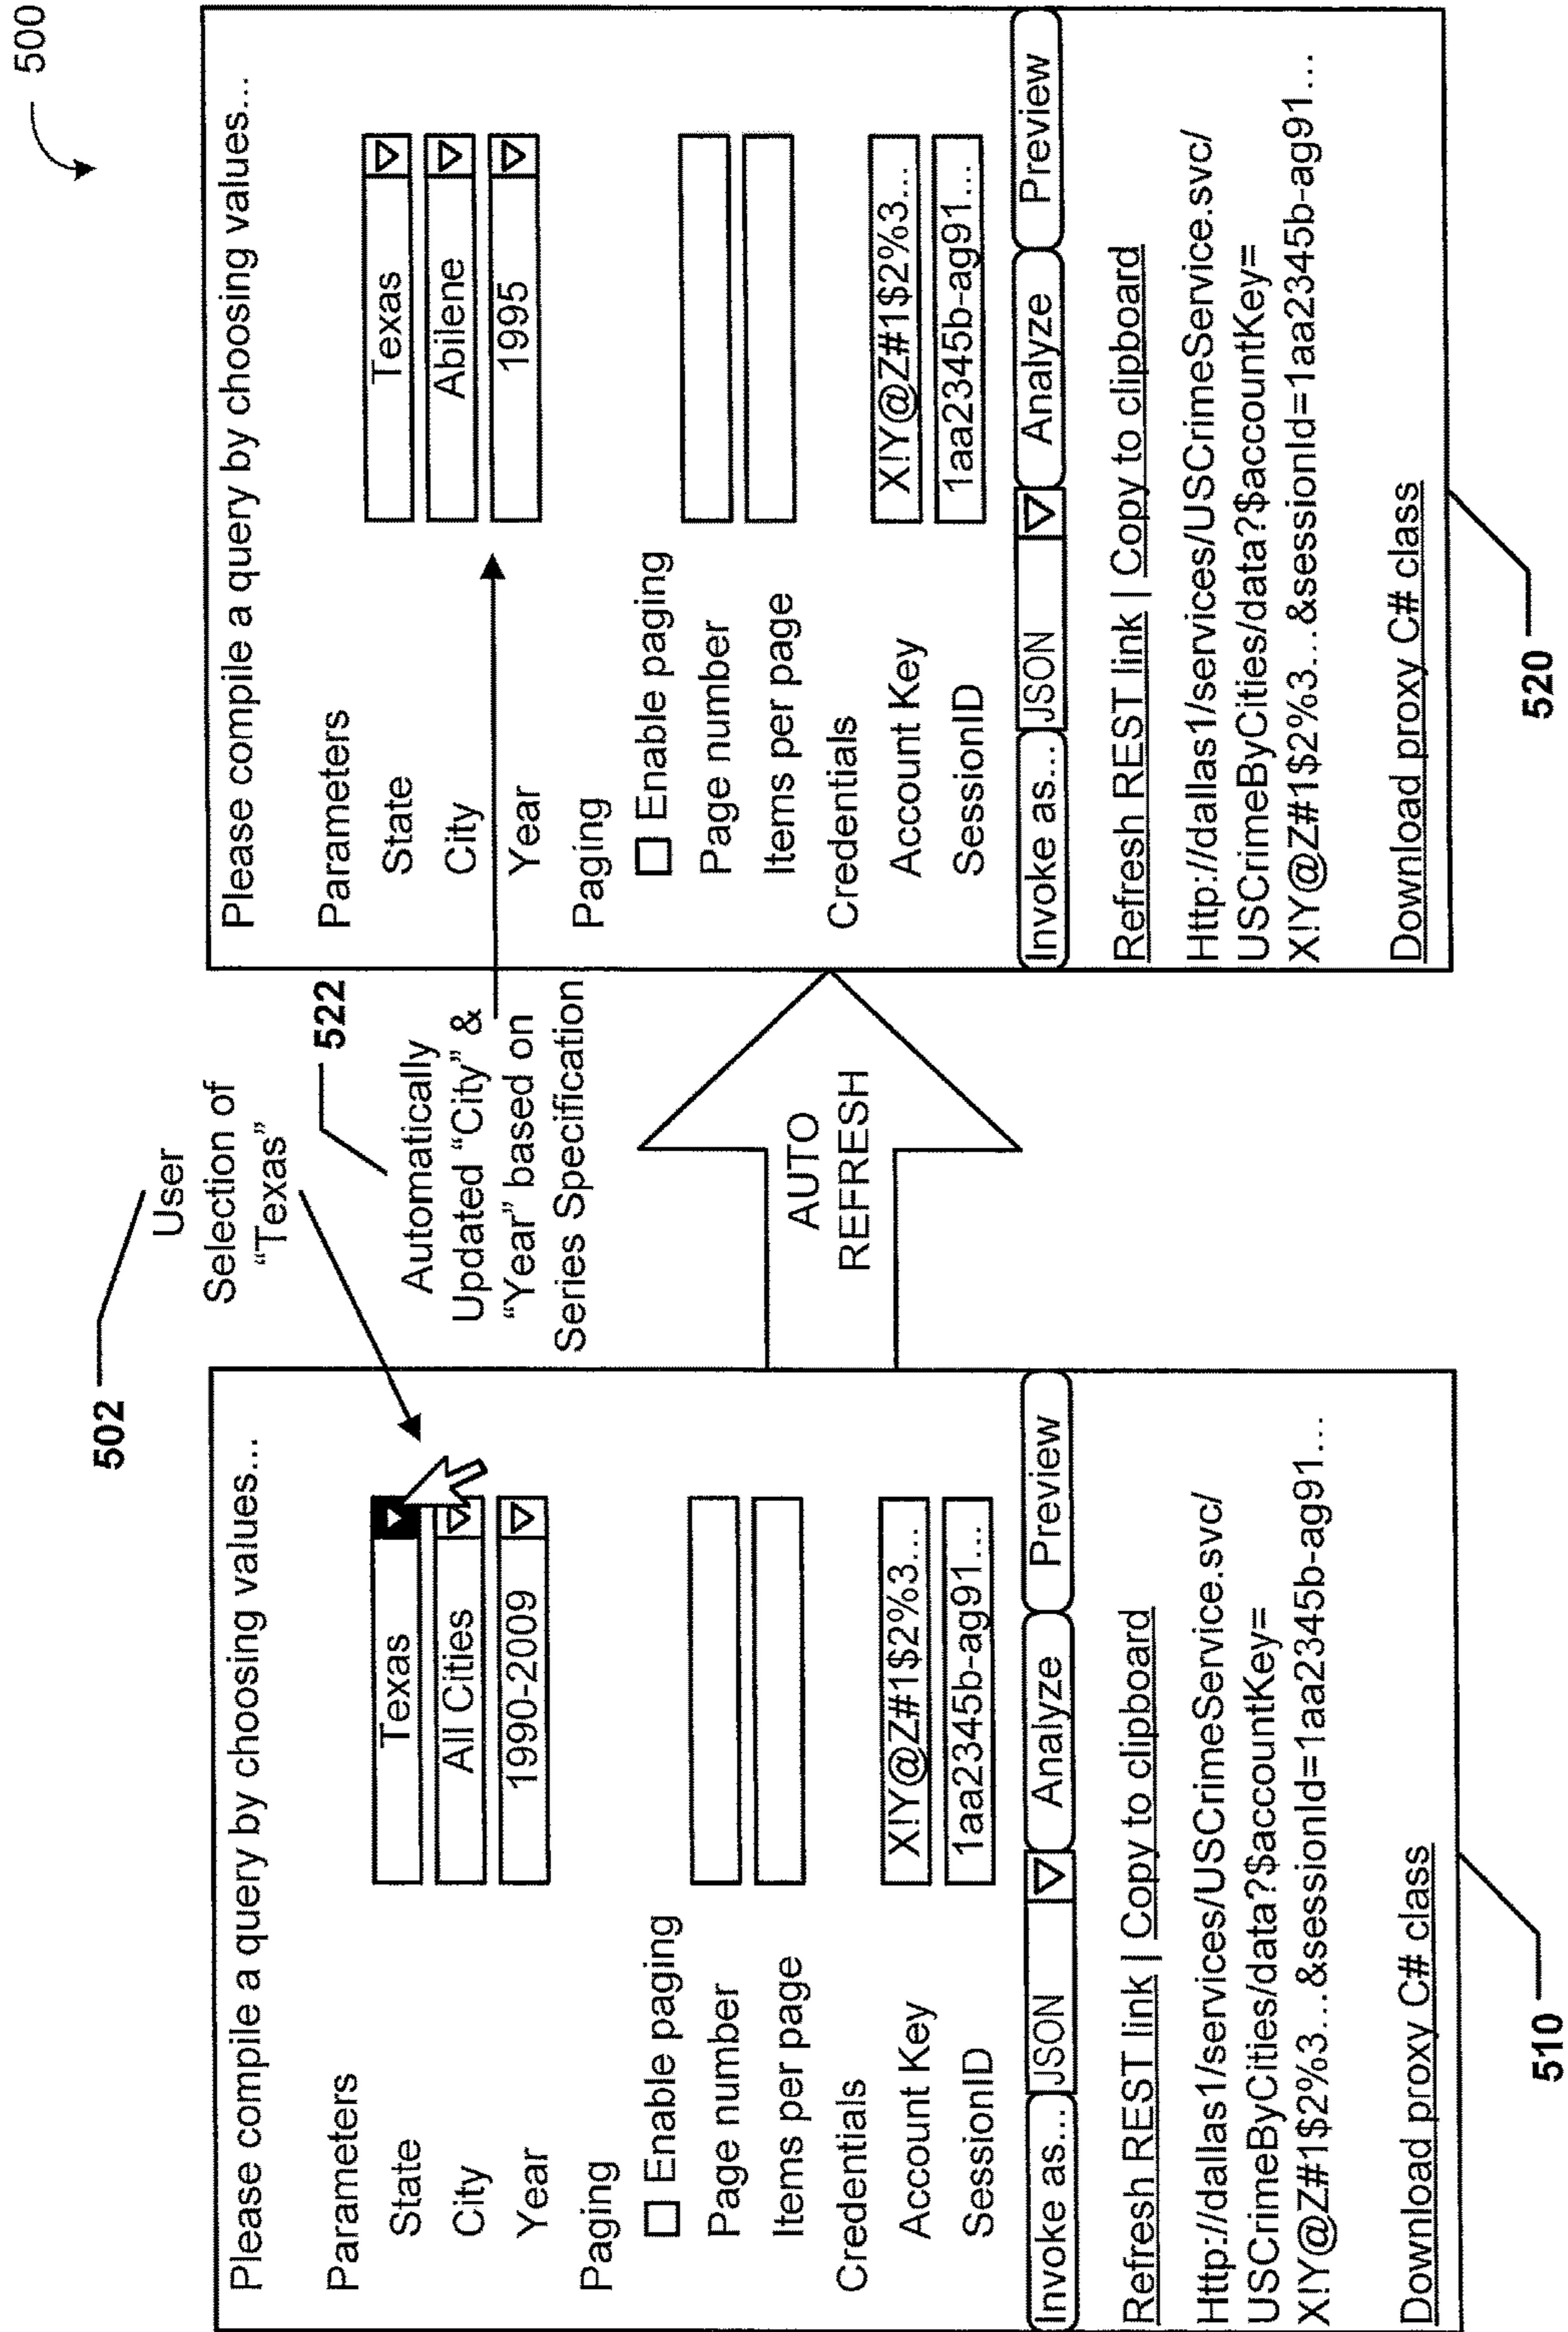 500
502
User
Selection of
“Texas”
522
Automatically
Updated “City” &
“Year” based on
Series Specification
AUTO
REFRESH
Please compile a query by choosing values...
Parameters
State Texas
City All Cities
Year 1990-2009
Paging
Enable paging
Page number
Items per page
Credentials
Account Key X!Y@Z#1$2%3...
SessionID 1aa2345b-ag91...
Invoke as... JSON Analyze Preview
Refresh REST link | Copy to clipboard
Http://dallas1/services/USCrimeService.svc/
USCrimeByCities/data?$accountKey=
X!Y@Z#1$2%3...&sessionId=1aa2345b-ag91...
Download proxy C# class
510
Please compile a query by choosing values...
Parameters
State Texas
City Abilene
Year 1995
Paging
Enable paging
Page number
Items per page
Credentials
Account Key X!Y@Z#1$2%3...
SessionID 1aa2345b-ag91...
Invoke as... JSON Analyze Preview
Refresh REST link | Copy to clipboard
Http://dallas1/services/USCrimeService.svc/
USCrimeByCities/data?$accountKey=
X!Y@Z#1$2%3...&sessionId=1aa2345b-ag91...
Download proxy C# class
520